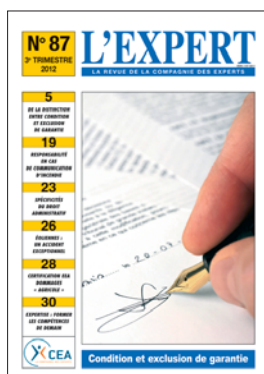 N° 87
3e TRIMESTRE
2012
L'EXPERT
LA REVUE DE LA COMPAGNIE DES EXPERTS
5
DE LA DISTINCTION
ENTRE CONDITION
ET EXCLUSION
DE GARANTIE
19
RESPONSABILITÉ
EN CAS
DE COMMUNICATION
D'INCENDIE
23
SPÉCIFICITÉS
DU DROIT
ADMINISTRATIF
26
ÉOLIENNES :
UN ACCIDENT
EXCEPTIONNEL
28
CERTIFICATION CEA
DOMMAGES
« AGRICOLE »
30
EXPERTISE : FORMER
LES COMPÉTENCES
DE DEMAIN
CEA
Condition et exclusion de garantie